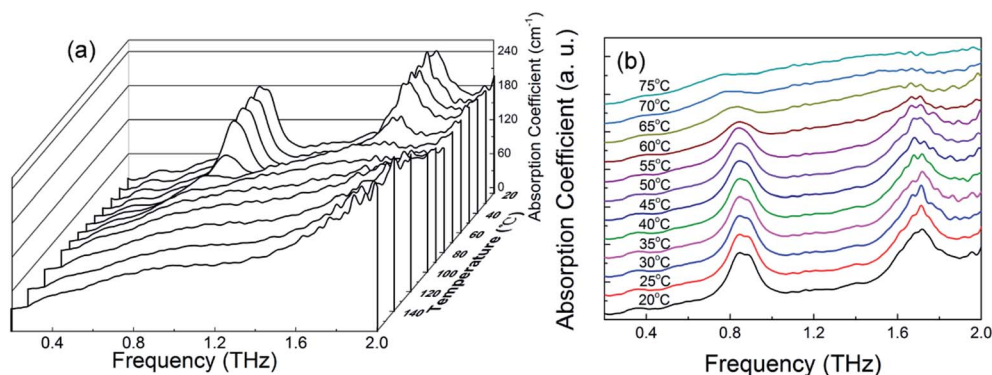 (a)
240
180
120
60
0
Absorption Coefficient (cm⁻¹)
20
40
60
80
100
120
140
Temperature (℃)
0.4 0.8 1.2 1.6 2.0
Frequency (THz)
(b)
Absorption Coefficient (a. u.)
75°C
70°C
65°C
60°C
55°C
50°C
45°C
40°C
35°C
30°C
25°C
20°C
0.4 0.8 1.2 1.6 2.0
Frequency (THz)